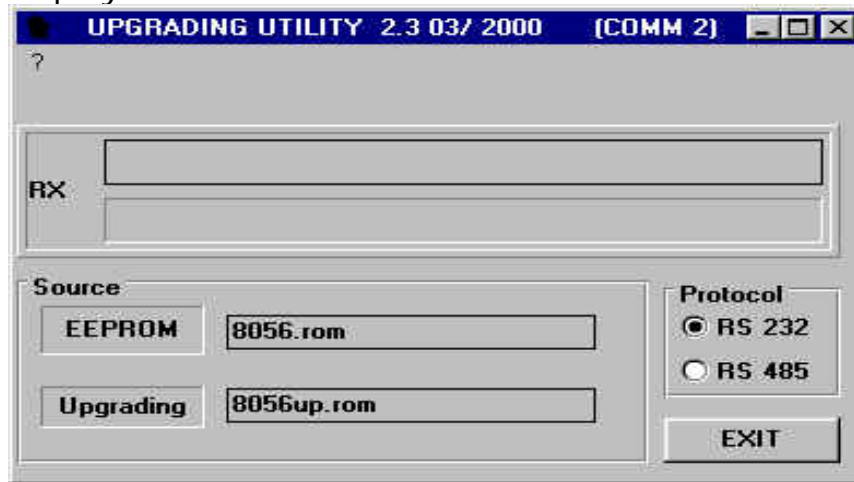 UPGRADING UTILITY 2.3 03/ 2000 (COMM 2)
?
RX
Source
EEPROM 8056.rom
Upgrading 8056up.rom
Protocol
RS 232
RS 485
EXIT